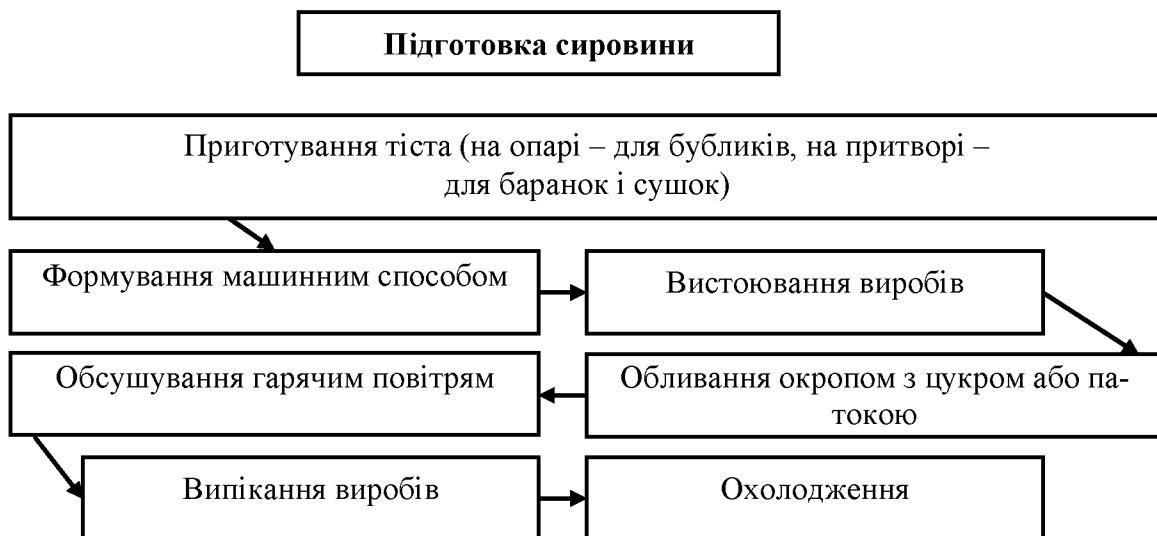 Підготовка сировини
Приготування тіста (на опарі – для бубликів, на притворі –
для баранок і сушок)
Формування машинним способом
Вистоювання виробів
Обсушування гарячим повітрям
Обливання окропом з цукром або па-
токою
Випікання виробів
Охолодження